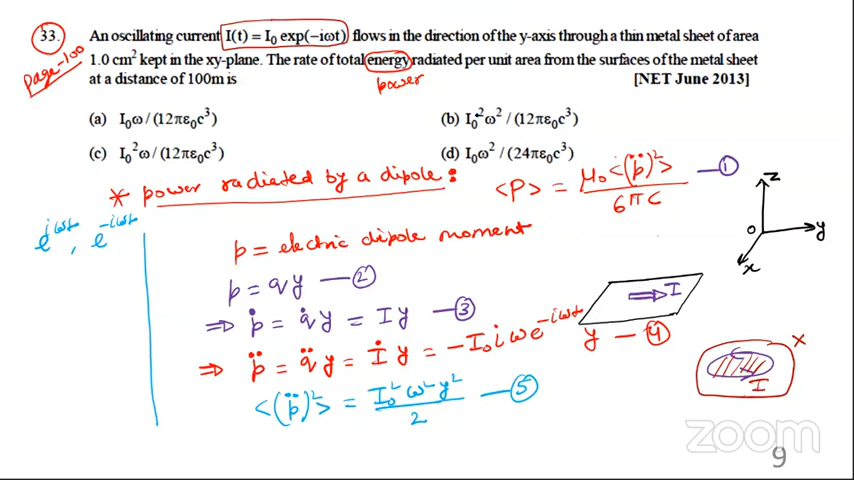 33. An oscillating current I(t) = I₀ exp(−iωt) flows in the direction of the y-axis through a thin metal sheet of area
1.0 cm² kept in the xy-plane. The rate of total energy radiated per unit area from the surfaces of the metal sheet
at a distance of 100m is [NET June 2013]
page-100
power
(a) I₀ω / (12πε₀c³) (b) I₀²ω² / (12πε₀c³)
(c) I₀²ω / (12πε₀c³) (d) I₀ω² / (24πε₀c³)
* power radiated by a dipole : <P> = μ₀<(p̈)²> / 6πc —①
e^{iωt}, e^{-iωt}
p = electric dipole moment
p = qy —②
⇒ ṗ = q̇y = Iy —③
⇒ p̈ = q̈y = İy = −I₀iωe^{−iωt} y —④
<(p̈)²> = I₀²ω²y² / 2 —⑤
z
O
y
x
I
I
x
zoom
9